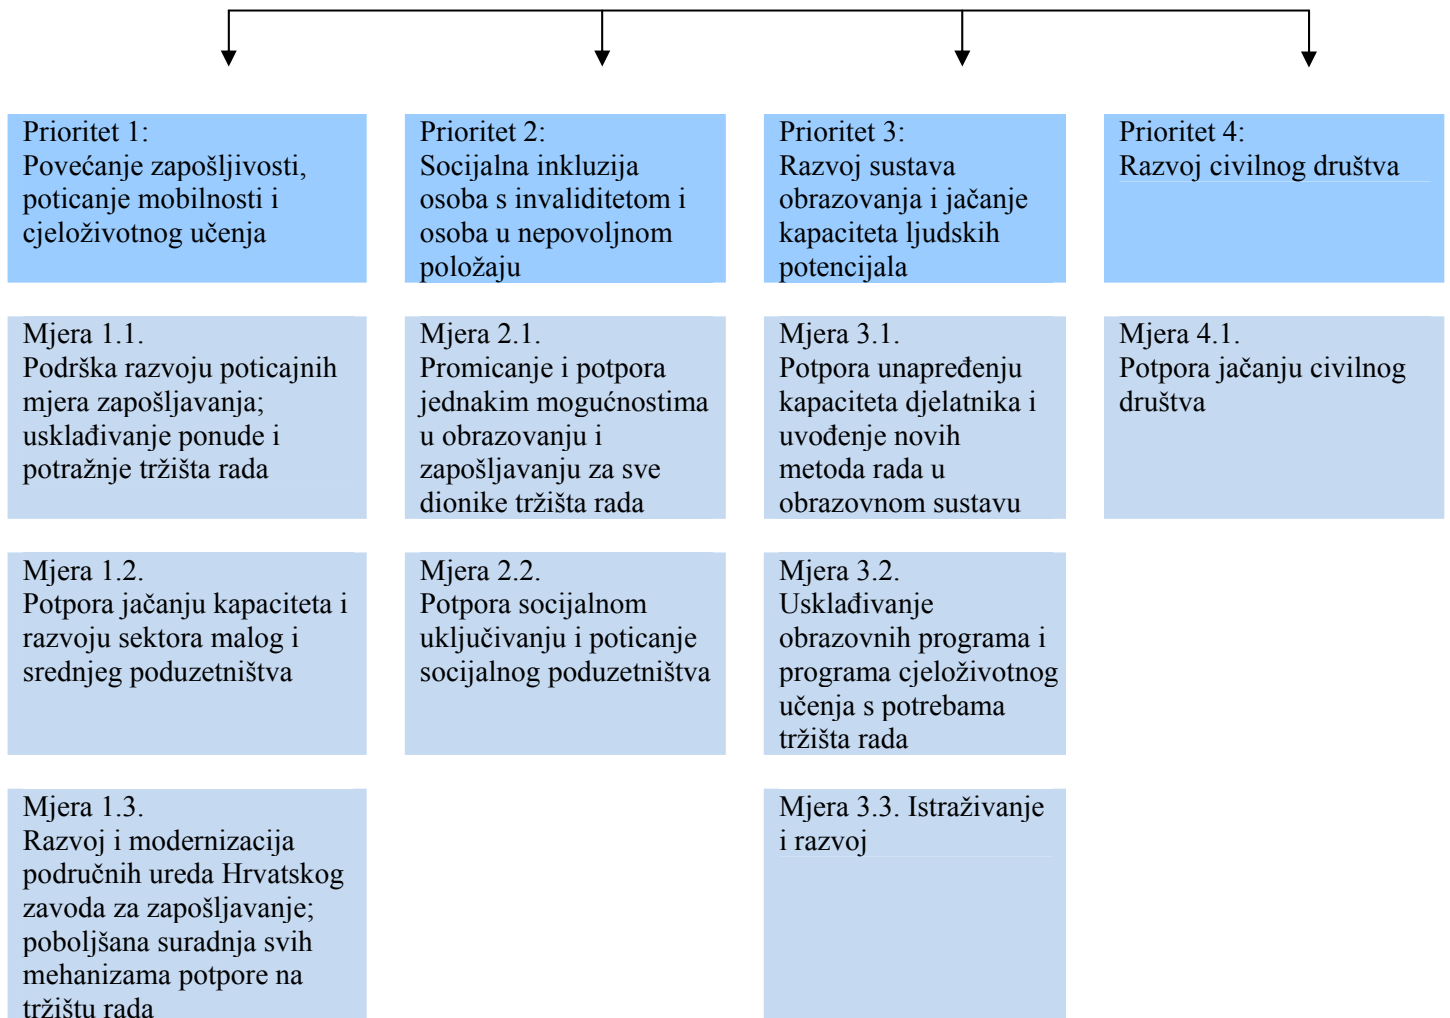 Prioritet 1:
Povećanje zapošljivosti,
poticanje mobilnosti i
cjeloživotnog učenja
Prioritet 2:
Socijalna inkluzija
osoba s invaliditetom i
osoba u nepovoljnom
položaju
Prioritet 3:
Razvoj sustava
obrazovanja i jačanje
kapaciteta ljudskih
potencijala
Prioritet 4:
Razvoj civilnog društva
Mjera 1.1.
Podrška razvoju poticajnih
mjera zapošljavanja;
usklađivanje ponude i
potražnje tržišta rada
Mjera 2.1.
Promicanje i potpora
jednakim mogućnostima
u obrazovanju i
zapošljavanju za sve
dionike tržišta rada
Mjera 3.1.
Potpora unapređenju
kapaciteta djelatnika i
uvođenje novih
metoda rada u
obrazovnom sustavu
Mjera 4.1.
Potpora jačanju civilnog
društva
Mjera 1.2.
Potpora jačanju kapaciteta i
razvoju sektora malog i
srednjeg poduzetništva
Mjera 2.2.
Potpora socijalnom
uključivanju i poticanje
socijalnog poduzetništva
Mjera 3.2.
Usklađivanje
obrazovnih programa i
programa cjeloživotnog
učenja s potrebama
tržišta rada
Mjera 1.3.
Razvoj i modernizacija
područnih ureda Hrvatskog
zavoda za zapošljavanje;
poboljšana suradnja svih
mehanizama potpore na
tržištu rada
Mjera 3.3. Istraživanje
i razvoj